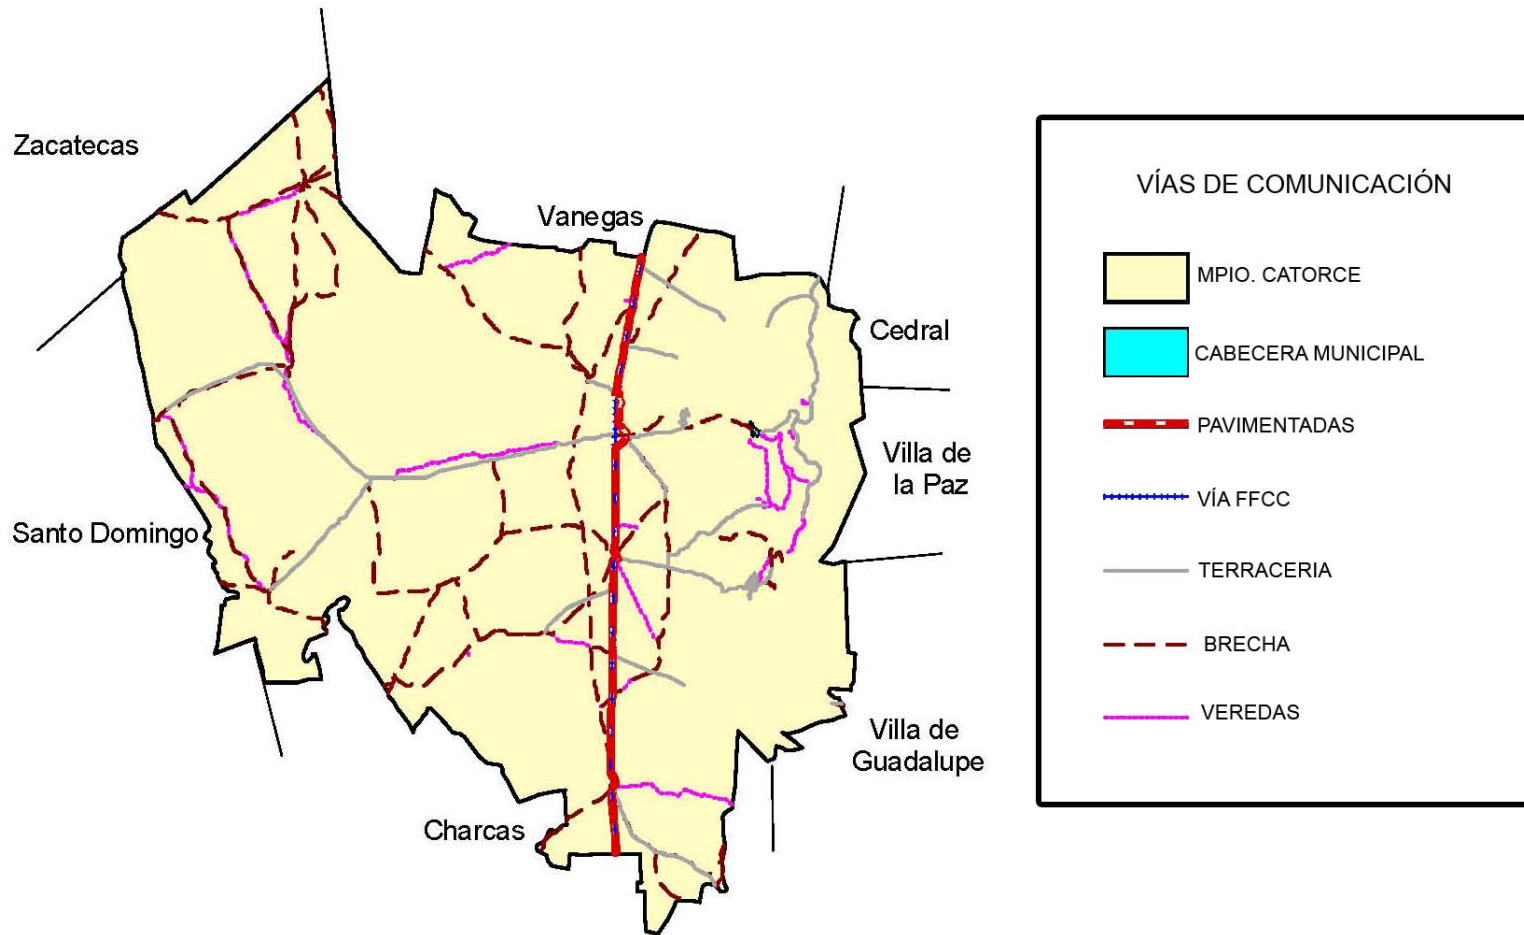 Zacatecas
Vanegas
Cedral
Villa de
la Paz
Santo Domingo
Villa de
Guadalupe
Charcas
VÍAS DE COMUNICACIÓN
MPIO. CATORCE
CABECERA MUNICIPAL
PAVIMENTADAS
VÍA FFCC
TERRACERIA
BRECHA
VEREDAS